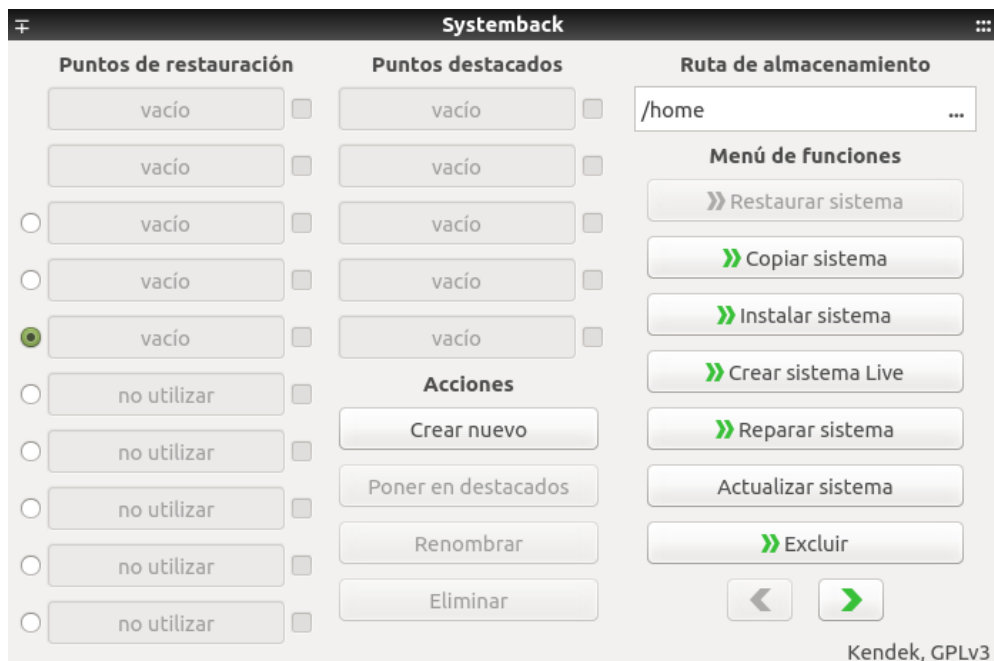 Systemback
Puntos de restauración
vacío
vacío
vacío
vacío
vacío
no utilizar
no utilizar
no utilizar
no utilizar
no utilizar
Puntos destacados
vacío
vacío
vacío
vacío
vacío
Acciones
Crear nuevo
Poner en destacados
Renombrar
Eliminar
Ruta de almacenamiento
/home ...
Menú de funciones
Restaurar sistema
Copiar sistema
Instalar sistema
Crear sistema Live
Reparar sistema
Actualizar sistema
Excluir
Kendek, GPLv3